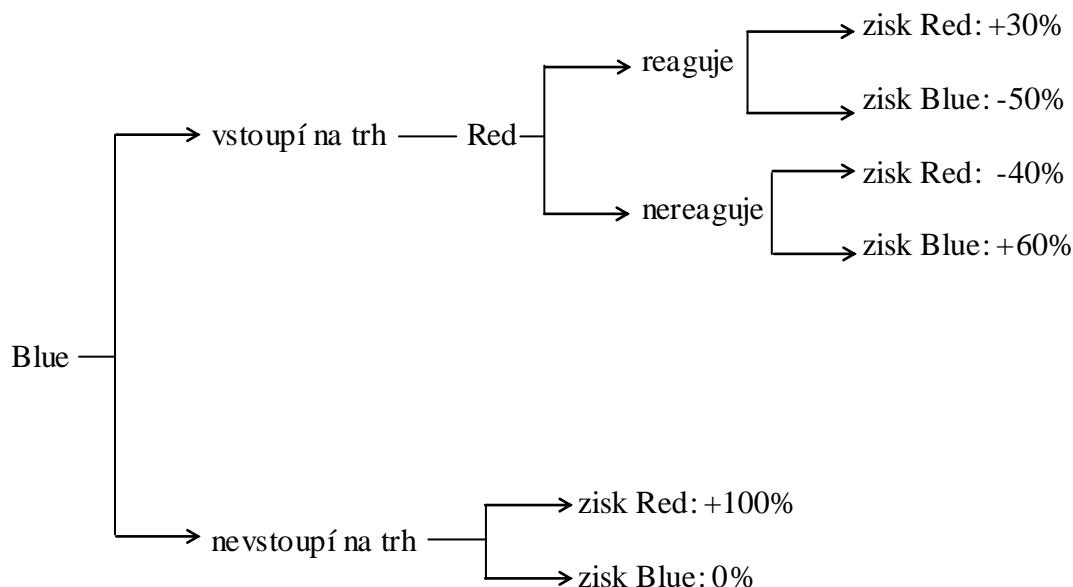 zisk Red: +30%
reaguje
zisk Blue: -50%
vstoupí na trh
Red
zisk Red: -40%
nereaguje
zisk Blue: +60%
Blue
zisk Red: +100%
nevstoupí na trh
zisk Blue: 0%